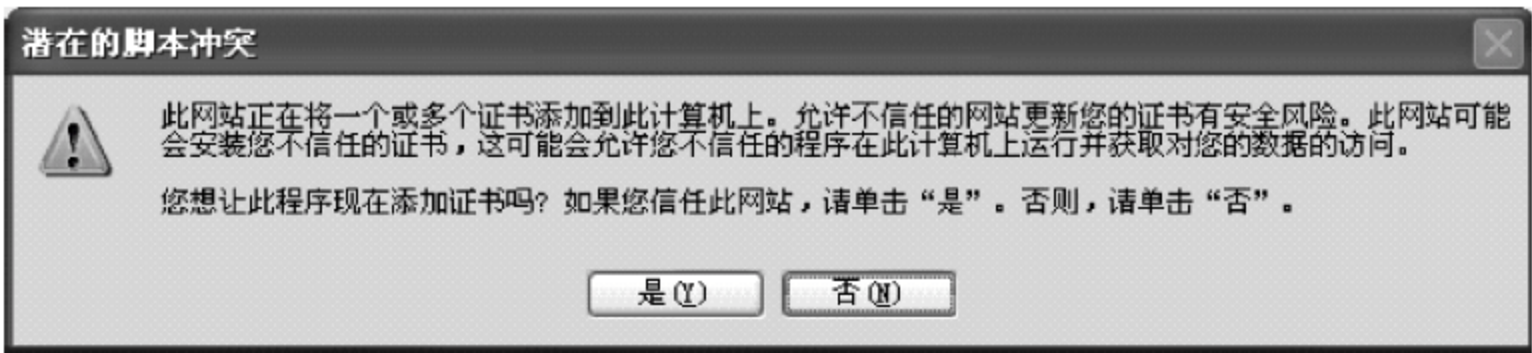 潜在的脚本冲突
此网站正在将一个或多个证书添加到此计算机上。允许不信任的网站更新您的证书有安全风险。此网站可能
会安装您不信任的证书，这可能会允许您不信任的程序在此计算机上运行并获取对您的数据的访问。
您想让此程序现在添加证书吗？如果您信任此网站，请单击“是”。否则，请单击“否”。
是(Y) 否(N)